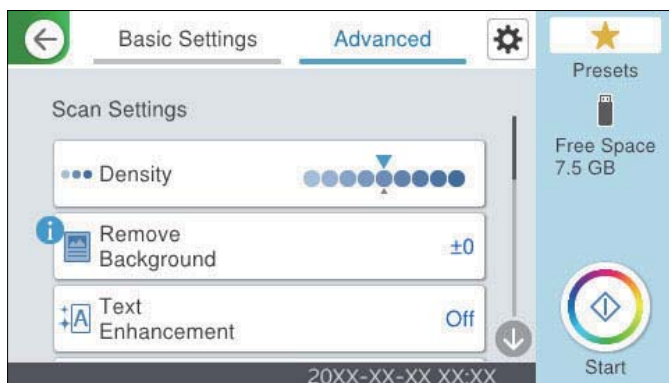 Basic Settings
Advanced
Presets
Scan Settings
Free Space
7.5 GB
Density
Remove
Background
±0
Text
Enhancement
Off
A
Start
20XX-XX-XX XX:XX